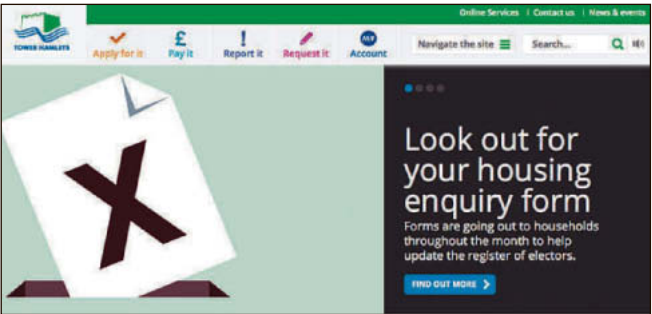 Online Services | Contact us | News & events
TOWER HAMLETS
Apply for it
£
Pay it
!
Report it
Request it
Account
Navigate the site
Search...
Look out for
your housing
enquiry form
Forms are going out to households
throughout the month to help
update the register of electors.
FIND OUT MORE
X